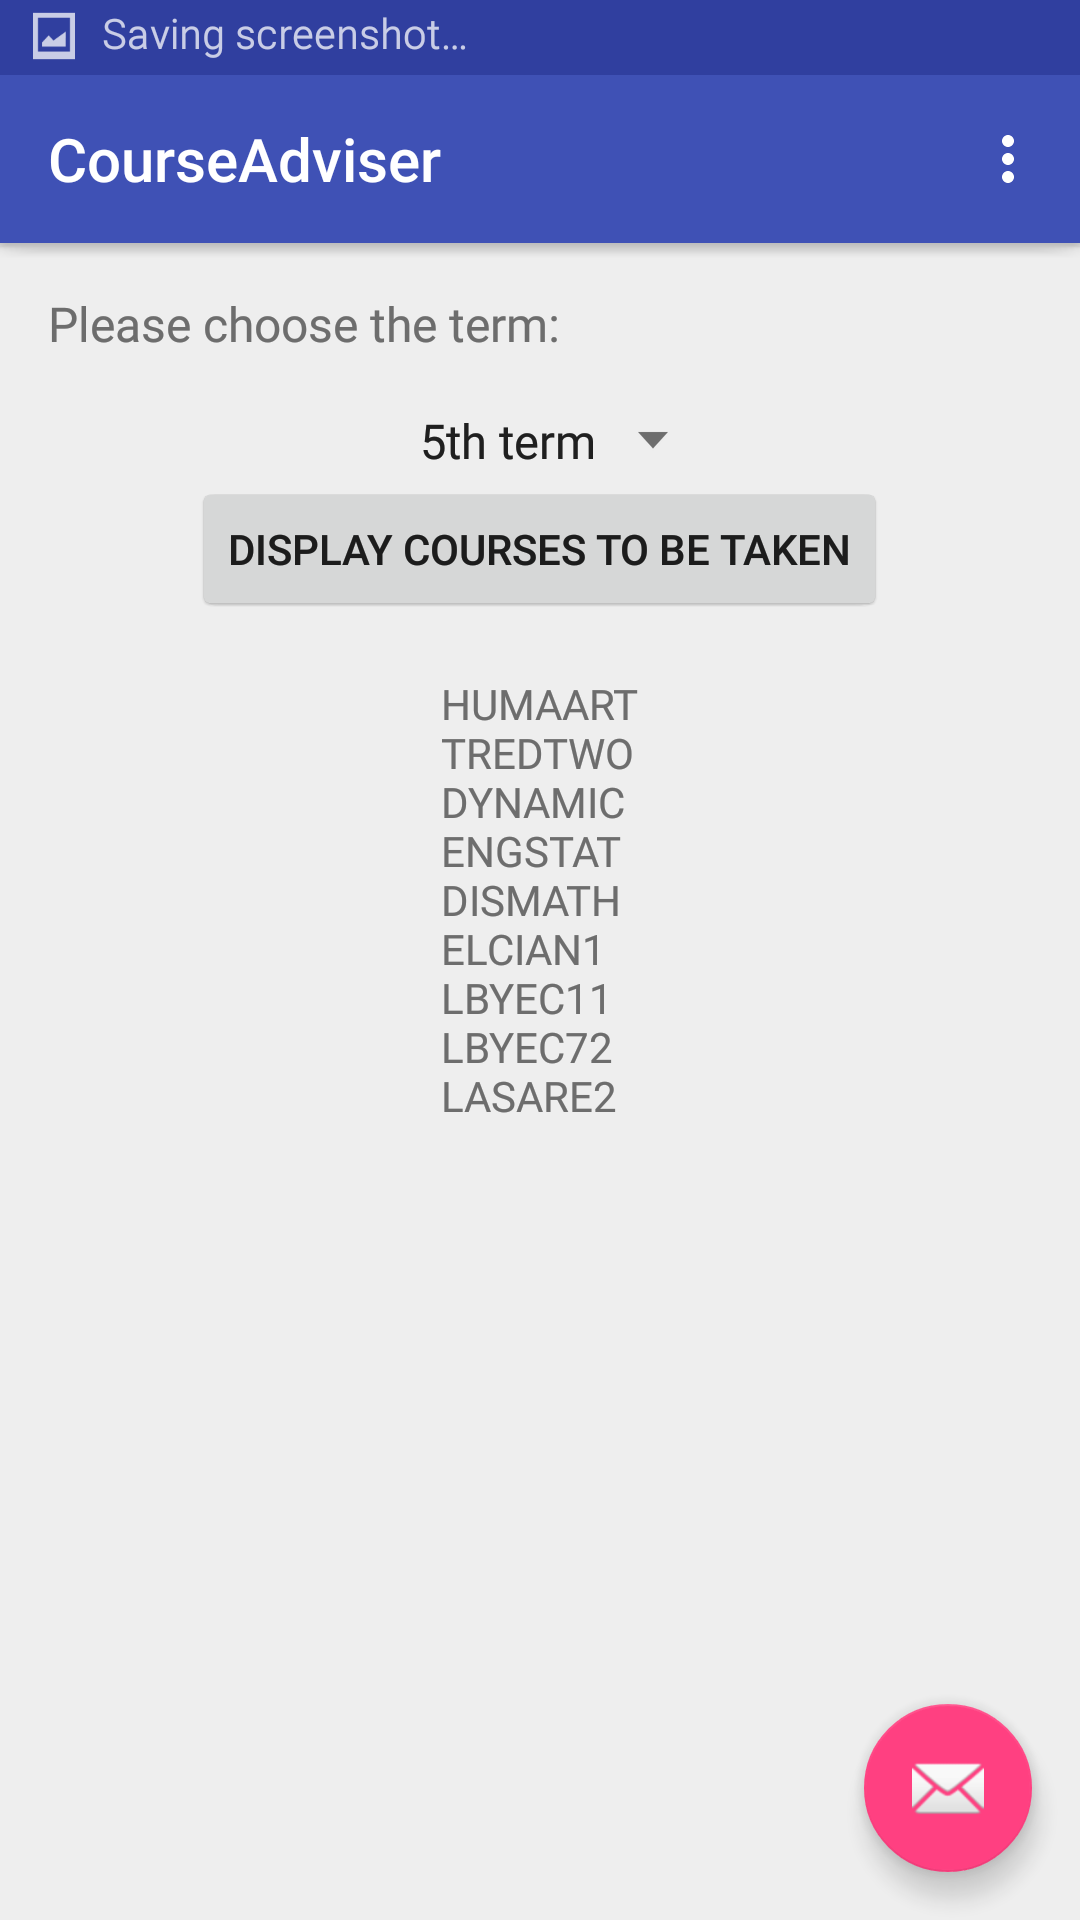 Saving screenshot...
CourseAdviser
Please choose the term:
5th term
DISPLAY COURSES TO BE TAKEN
HUMAART
TREDTWO
DYNAMIC
ENGSTAT
DISMATH
ELCIAN1
LBYEC11
LBYEC72
LASARE2